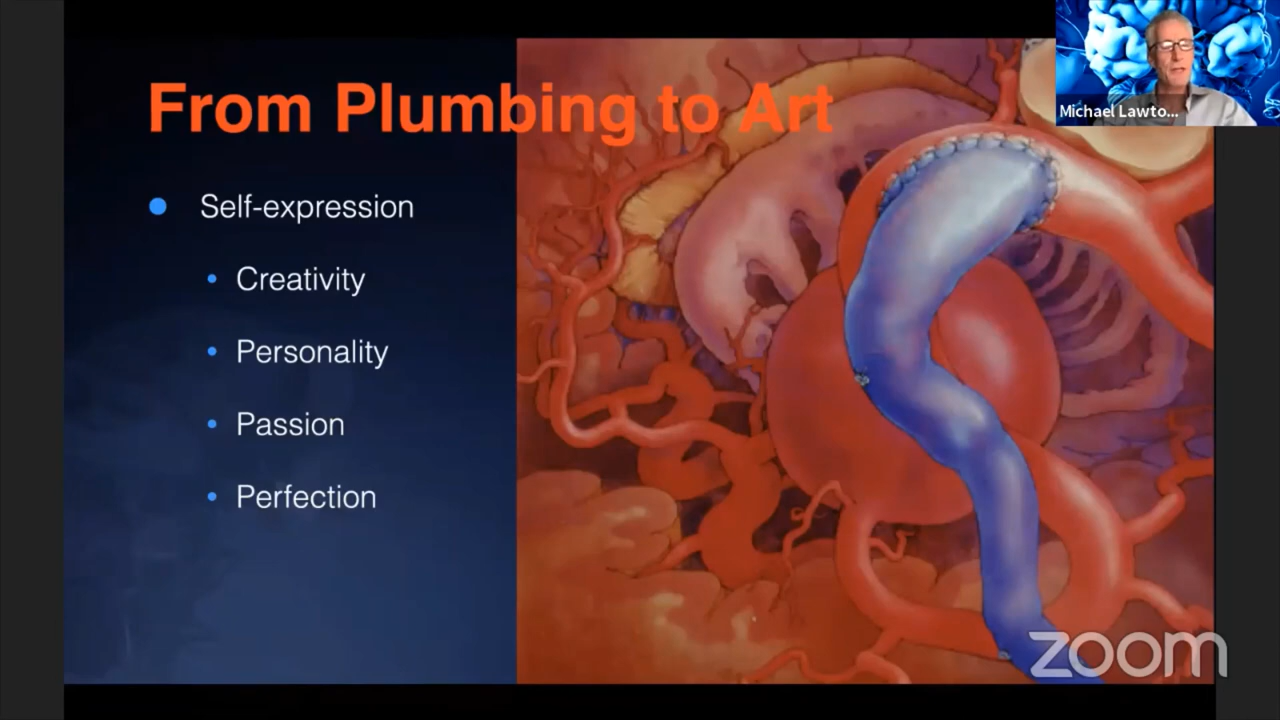 From Plumbing to Art
Michael Lawto...
Self-expression
Creativity
Personality
Passion
Perfection
zoom